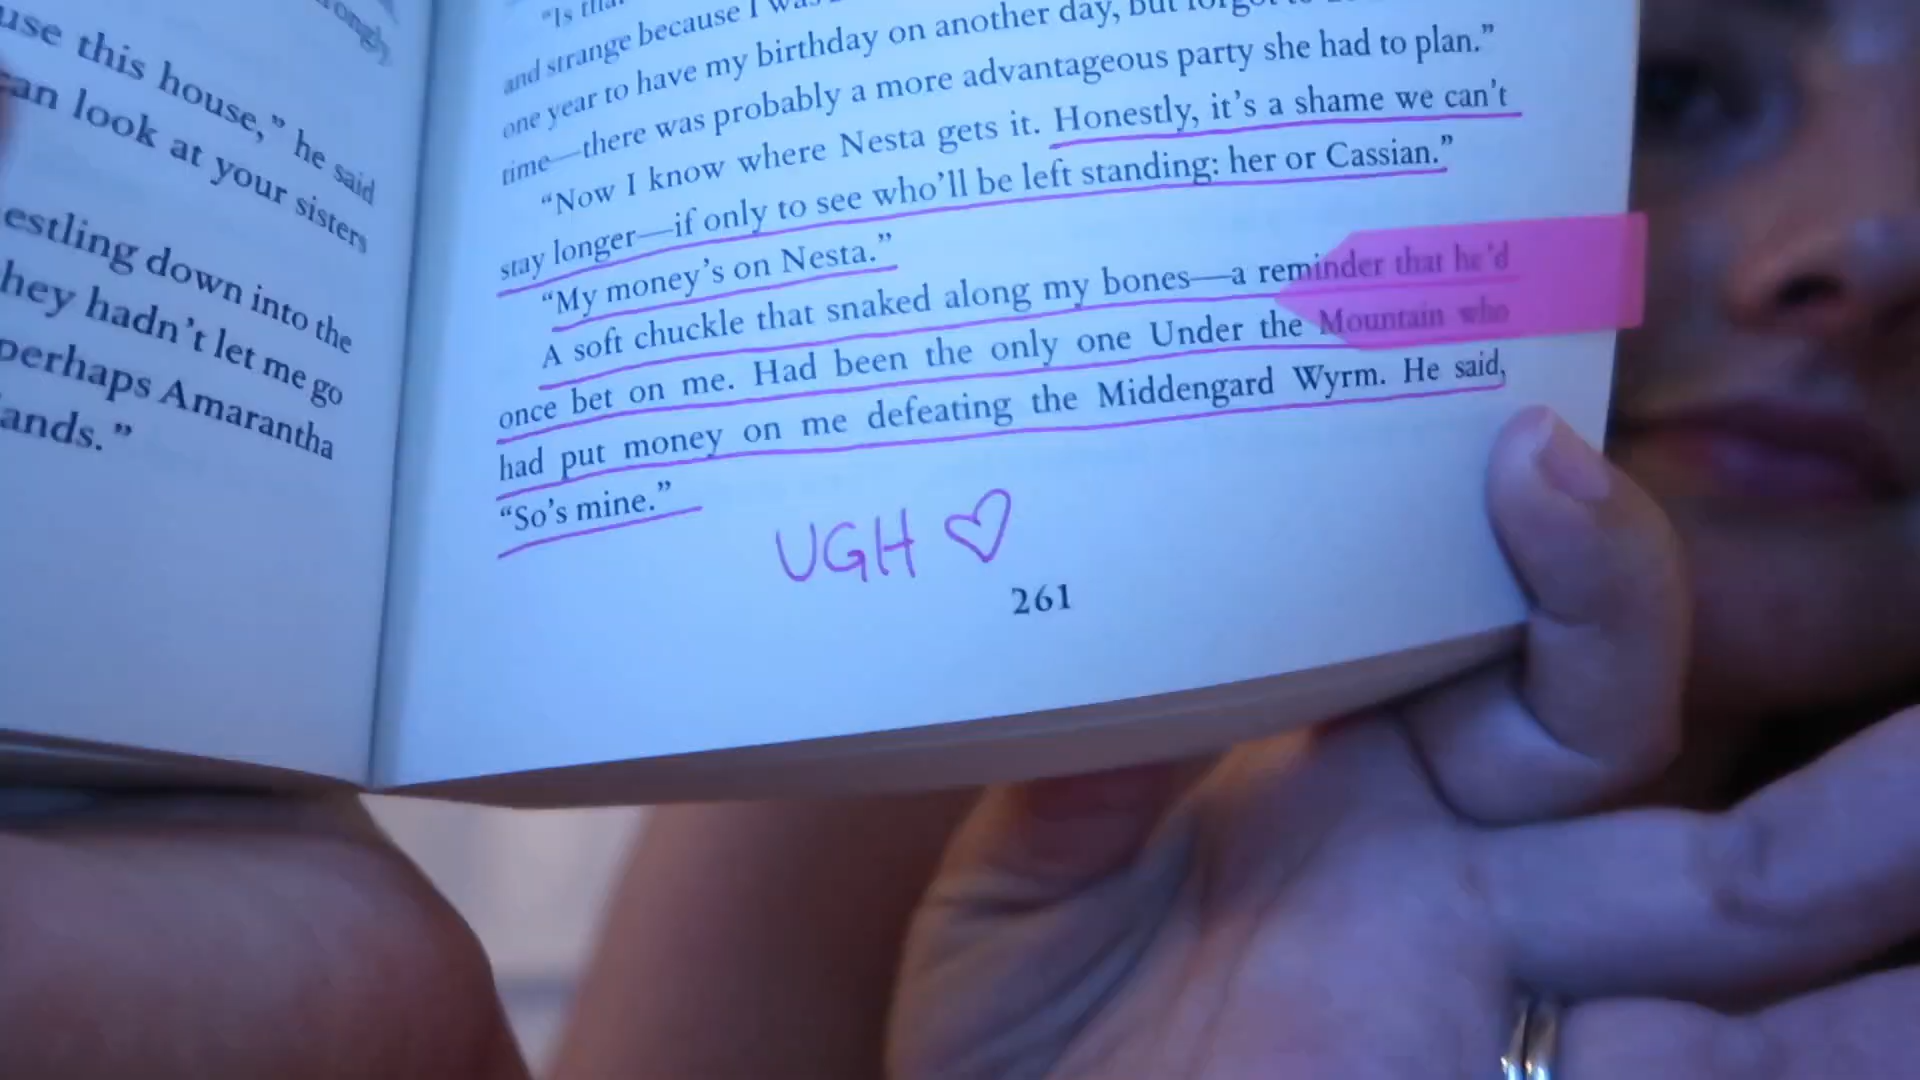 rongly
use this house,” he said
can look at your sisters
estling down into the
hey hadn’t let me go
perhaps Amarantha
ands.”
“Is
and strange because I
one year to have my birthday on another day, but
time—there was probably a more advantageous party she had to plan.”
“Now I know where Nesta gets it. Honestly, it’s a shame we can’t
stay longer—if only to see who’ll be left standing: her or Cassian.”
“My money’s on Nesta.”
A soft chuckle that snaked along my bones—a reminder that he’d
once bet on me. Had been the only one Under the Mountain who
had put money on me defeating the Middengard Wyrm. He said,
“So’s mine.”
UGH ♡
261